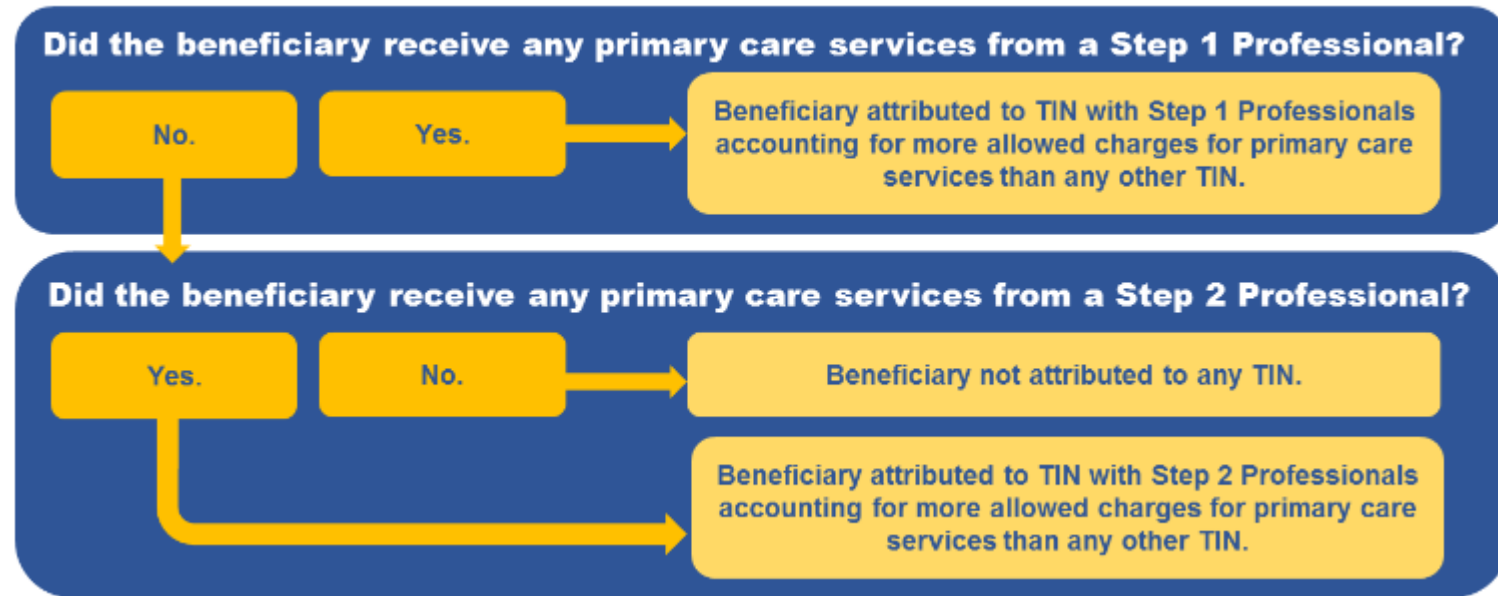 Did the beneficiary receive any primary care services from a Step 1 Professional?
No.
Yes.
Beneficiary attributed to TIN with Step 1 Professionals
accounting for more allowed charges for primary care
services than any other TIN.
Did the beneficiary receive any primary care services from a Step 2 Professional?
Yes.
No.
Beneficiary not attributed to any TIN.
Beneficiary attributed to TIN with Step 2 Professionals
accounting for more allowed charges for primary care
services than any other TIN.